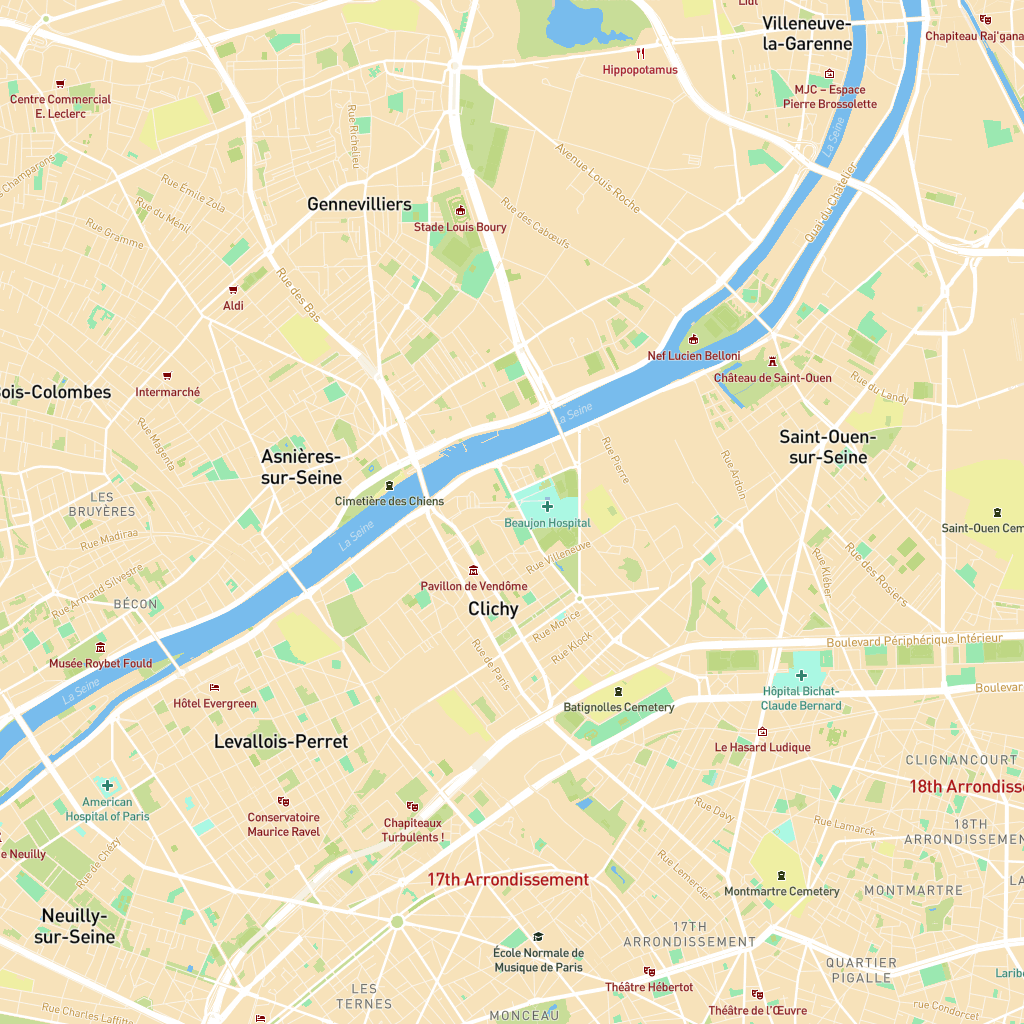 Lidl
Villeneuve-
la-Garenne
Chapiteau Raj'gana
Hippopotamus
MJC – Espace
Pierre Brossolette
Centre Commercial
E. Leclerc
Rue Richelieu
La Seine
Avenue Louis Roche
Champarons
Rue Émile Zola
Rue du Ménil
Gennevilliers
Stade Louis Boury
Rue des Cabœufs
Quai du Châtelier
Rue Gramme
Rue des Bas
Aldi
Nef Lucien Belloni
Château de Saint-Ouen
Intermarché
Rue du Landy
Bois-Colombes
La Seine
Rue Magenta
Asnières-
sur-Seine
Rue Pierre
Saint-Ouen-
sur-Seine
Rue Ardoin
Cimetière des Chiens
LES
BRUYÈRES
Beaujon Hospital
Saint-Ouen Cem
La Seine
Rue Madiraa
Rue Villeneuve
Rue Kléber
Rue des Rosiers
Pavillon de Vendôme
Rue Armand Silvestre
BÉCON
Clichy
Rue Morice
Rue Klock
Boulevard Périphérique Intérieur
Musée Roybet Fould
Rue de Paris
La Seine
Hôtel Evergreen
Batignolles Cemetery
Hôpital Bichat-
Claude Bernard
Boulevar
Levallois-Perret
Le Hasard Ludique
CLIGNANCOURT
18th Arrondisse
American
Hospital of Paris
Conservatoire
Maurice Ravel
Chapiteaux
Turbulents !
Rue Davy
Rue Lamarck
18TH
ARRONDISSEMEN
e Neuilly
Rue de Chézy
17th Arrondissement
Rue Lemercier
Montmartre Cemetery
MONTMARTRE
LA
Neuilly-
sur-Seine
17TH
ARRONDISSEMENT
École Normale de
Musique de Paris
QUARTIER
PIGALLE
Laribo
Théâtre Hébertot
LES
TERNES
Rue Charles Laffitte
MONCEAU
Théâtre de l'Œuvre
rue Condorcet